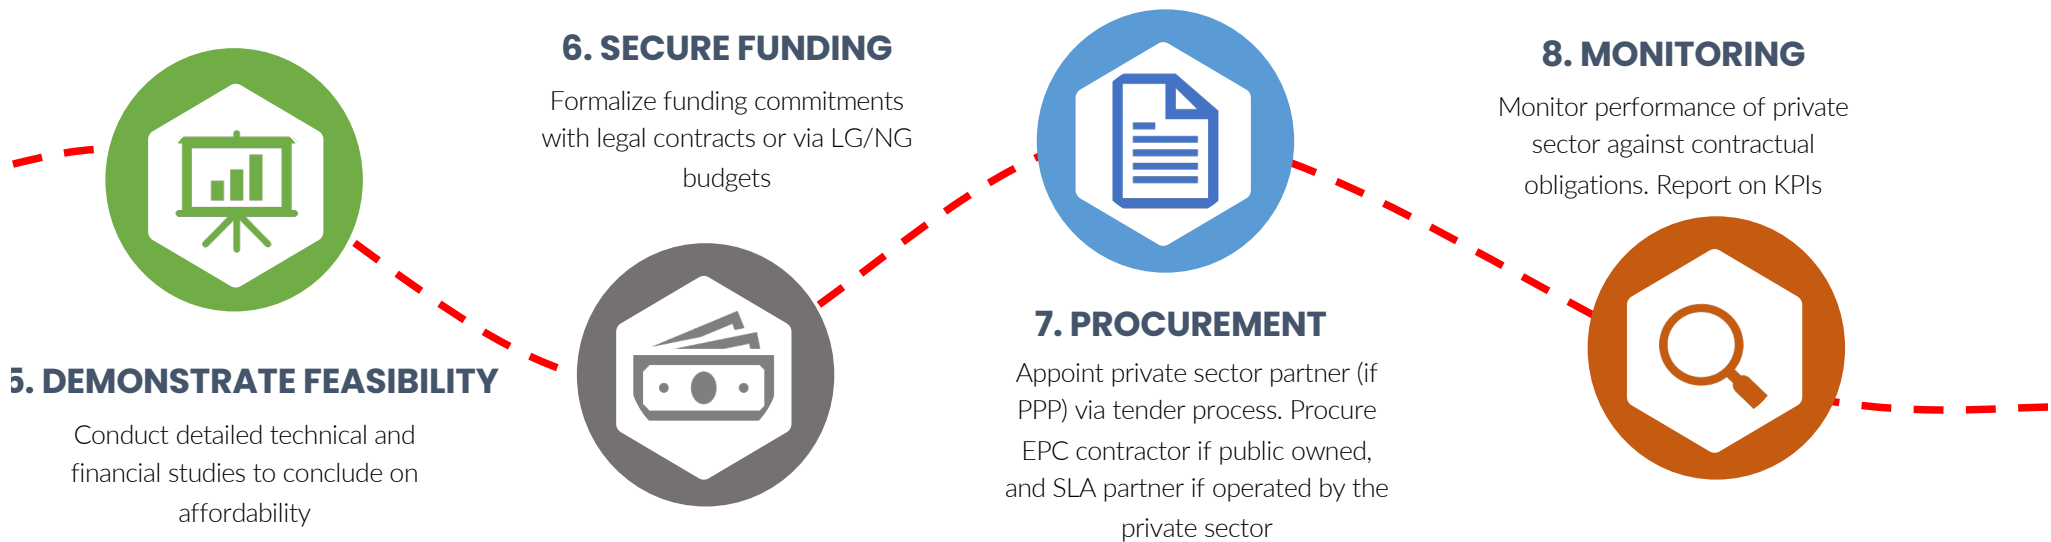 5. DEMONSTRATE FEASIBILITY
Conduct detailed technical and
financial studies to conclude on
affordability
6. SECURE FUNDING
Formalize funding commitments
with legal contracts or via LG/NG
budgets
7. PROCUREMENT
Appoint private sector partner (if
PPP) via tender process. Procure
EPC contractor if public owned,
and SLA partner if operated by the
private sector
8. MONITORING
Monitor performance of private
sector against contractual
obligations. Report on KPIs